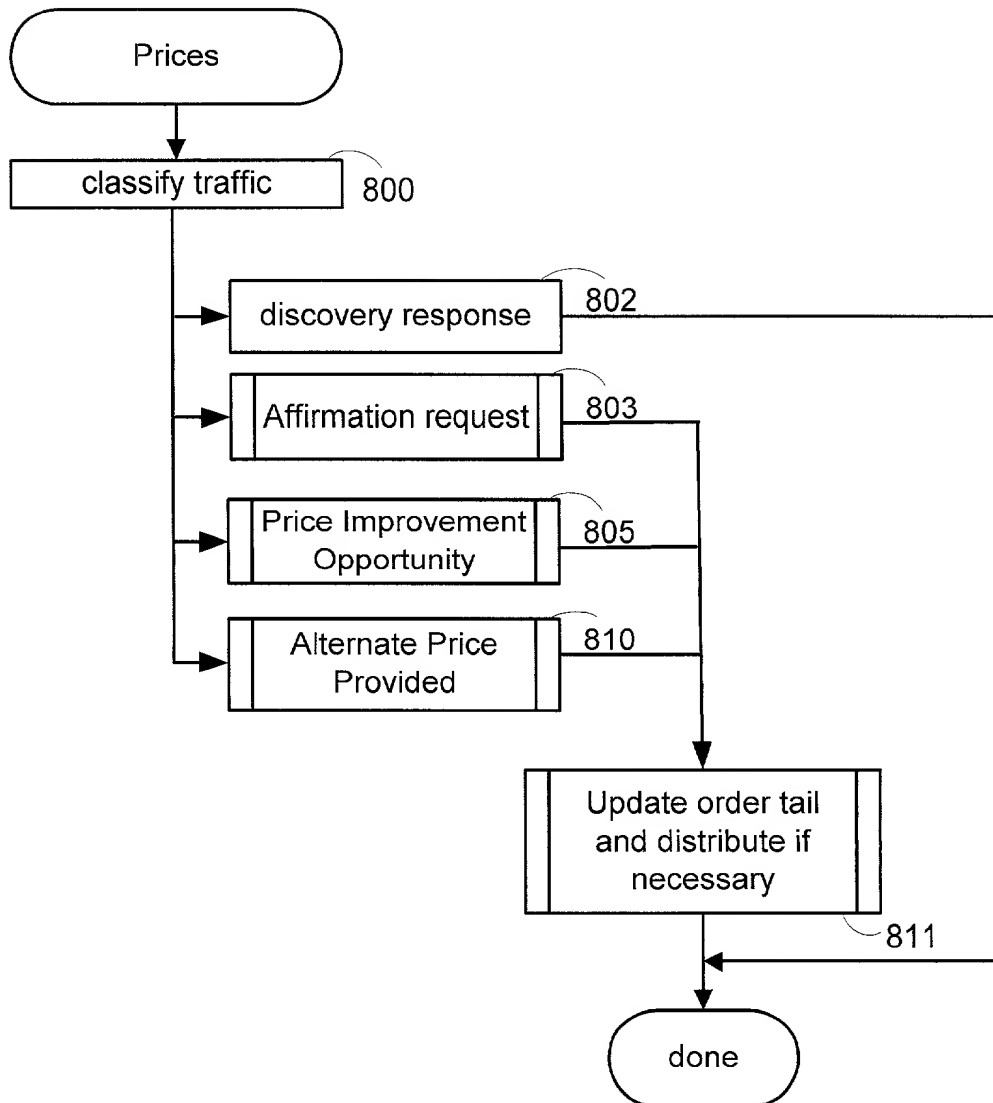 Prices
classify traffic
800
discovery response
802
Affirmation request
803
Price Improvement
Opportunity
805
Alternate Price
Provided
810
Update order tail
and distribute if
necessary
811
done